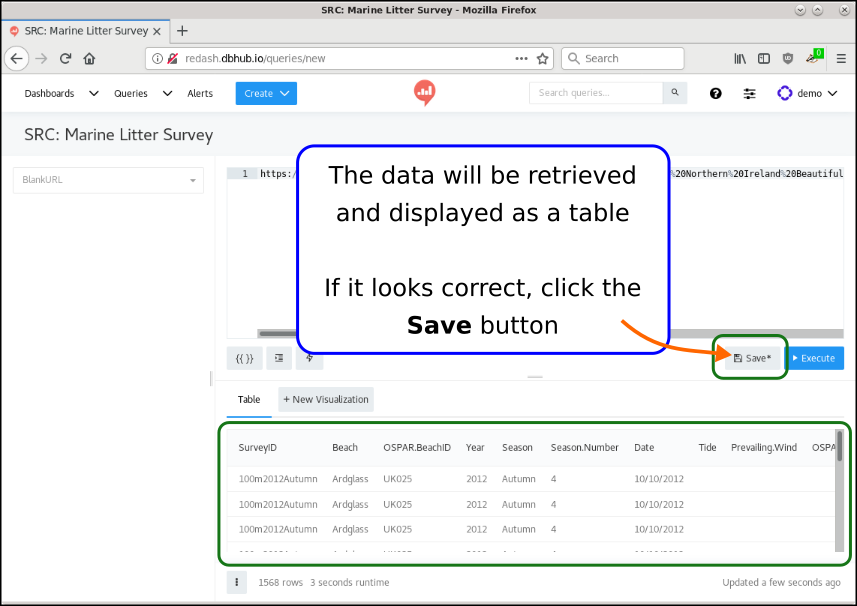 SRC: Marine Litter Survey - Mozilla Firefox
SRC: Marine Litter Survey
redash.dbhub.io/queries/new
Search
0
Dashboards
Queries
Alerts
Create
Search queries...
demo
SRC: Marine Litter Survey
BlankURL
1 https:/
%20Northern%20Ireland%20Beautiful
The data will be retrieved
and displayed as a table
If it looks correct, click the
Save button
{{ }}
Save*
Execute
Table
+ New Visualization
SurveyID Beach OSPAR.BeachID Year Season Season.Number Date Tide Prevailing.Wind OSPA
100m2012Autumn Ardglass UK025 2012 Autumn 4 10/10/2012
100m2012Autumn Ardglass UK025 2012 Autumn 4 10/10/2012
100m2012Autumn Ardglass UK025 2012 Autumn 4 10/10/2012
1568 rows 3 seconds runtime
Updated a few seconds ago